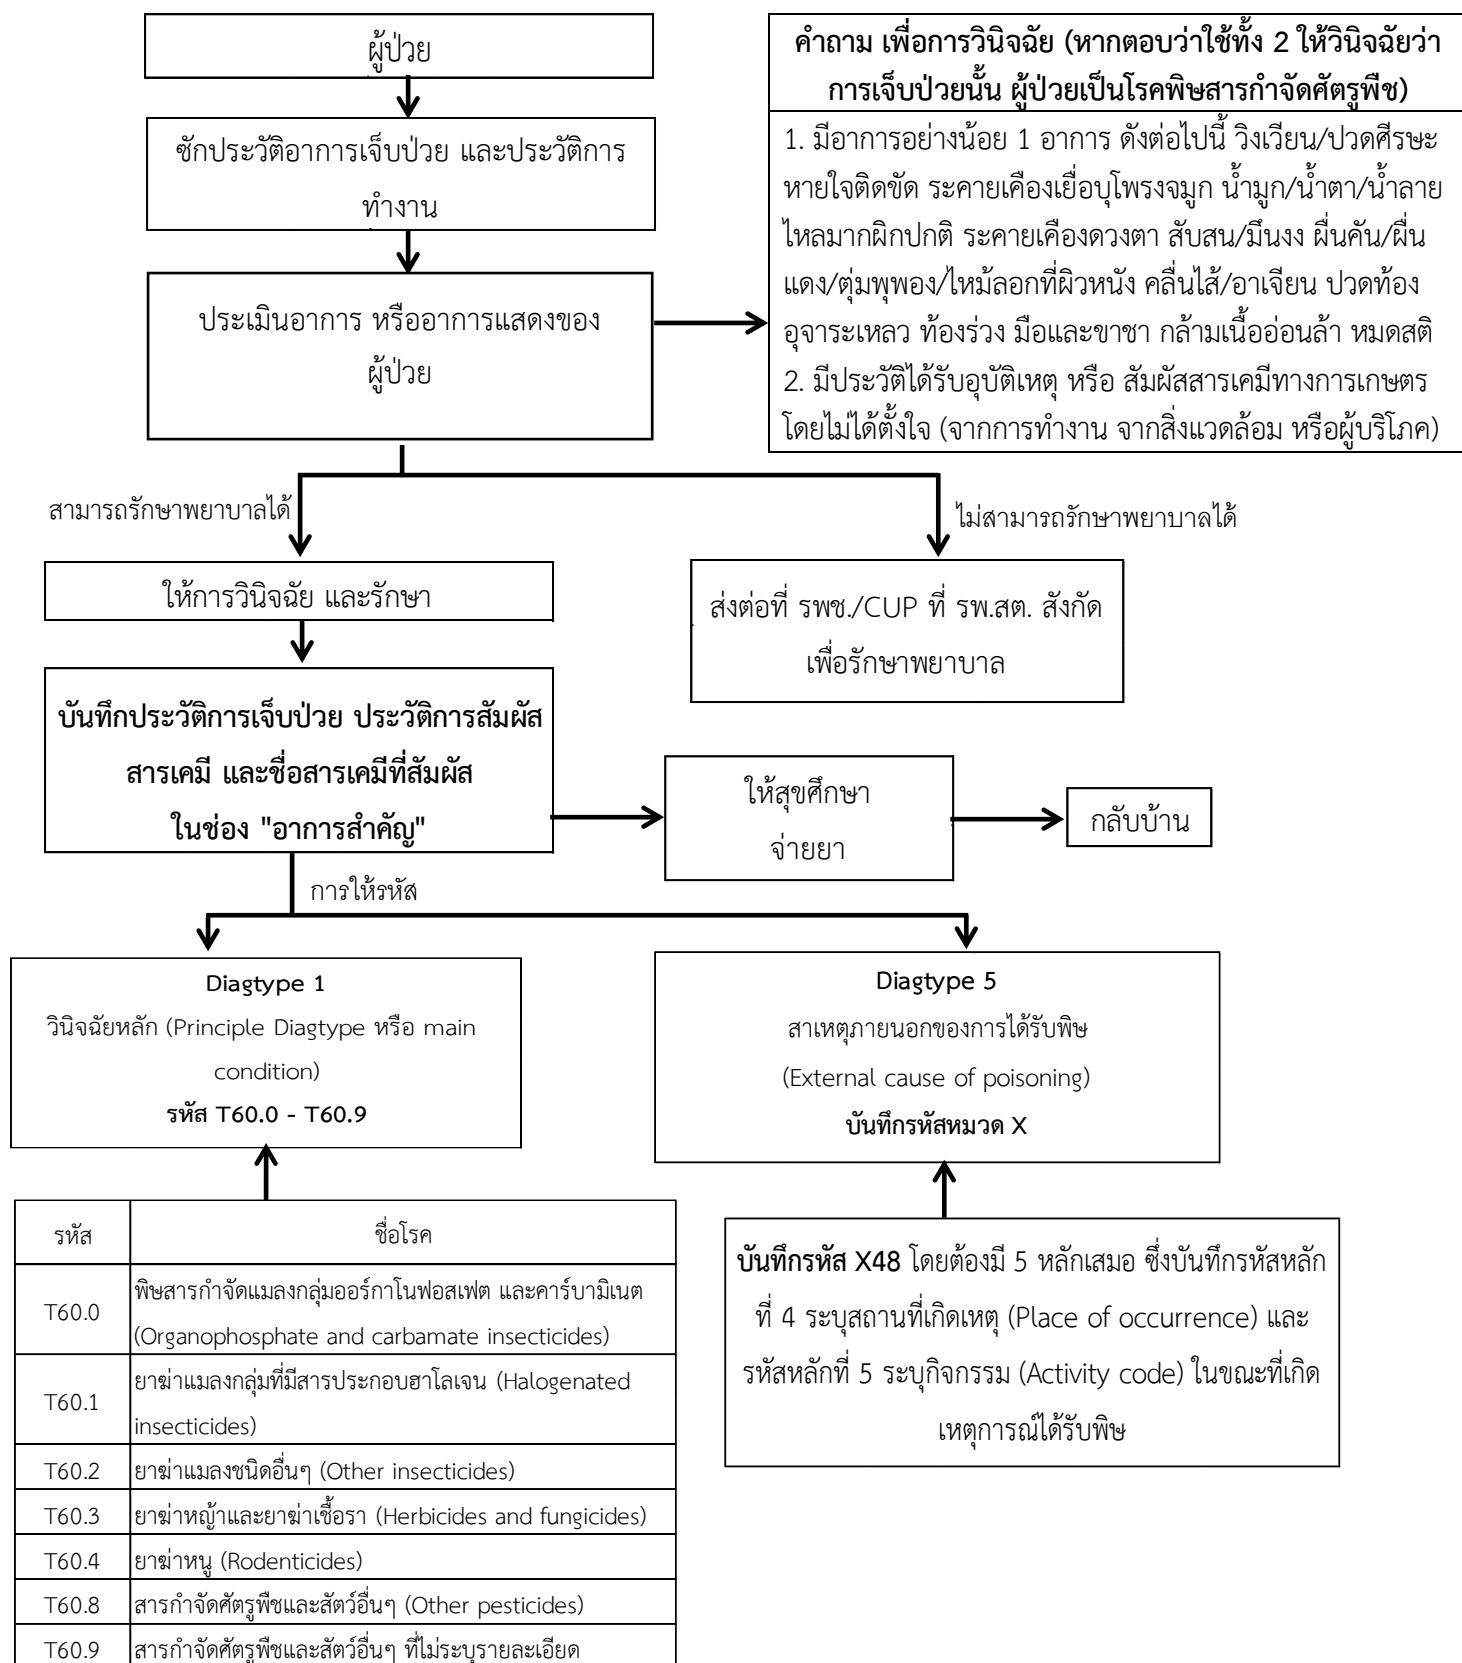 ผู้ป่วย
คำถาม เพื่อการวินิจฉัย (หากตอบว่าใช้ทั้ง 2 ให้วินิจฉัยว่า
การเจ็บป่วยนั้น ผู้ป่วยเป็นโรคพิษสารกำจัดศัตรูพืช)
ซักประวัติอาการเจ็บป่วย และประวัติการ
ทำงาน
1. มีอาการอย่างน้อย 1 อาการ ดังต่อไปนี้ วิงเวียน/ปวดศีรษะ
หายใจติดขัด ระคายเคืองเยื่อบุโพรงจมูก น้ำมูก/น้ำตา/น้ำลาย
ไหลมากผิกปกติ ระคายเคืองดวงตา สับสน/มึนงง ผื่นคัน/ผื่น
แดง/ตุ่มพุพอง/ไหม้ลอกที่ผิวหนัง คลื่นไส้/อาเจียน ปวดท้อง
อุจาระเหลว ท้องร่วง มือและขาชา กล้ามเนื้ออ่อนล้า หมดสติ
2. มีประวัติได้รับอุบัติเหตุ หรือ สัมผัสสารเคมีทางการเกษตร
โดยไม่ได้ตั้งใจ (จากการทำงาน จากสิ่งแวดล้อม หรือผู้บริโภค)
ประเมินอาการ หรืออาการแสดงของ
ผู้ป่วย
สามารถรักษาพยาบาลได้
ไม่สามารถรักษาพยาบาลได้
ให้การวินิจฉัย และรักษา
ส่งต่อที่ รพช./CUP ที่ รพ.สต. สังกัด
เพื่อรักษาพยาบาล
บันทึกประวัติการเจ็บป่วย ประวัติการสัมผัส
สารเคมี และชื่อสารเคมีที่สัมผัส
ในช่อง "อาการสำคัญ"
ให้สุขศึกษา
จ่ายยา
กลับบ้าน
การให้รหัส
Diagtype 1
วินิจฉัยหลัก (Principle Diagtype หรือ main
condition)
รหัส T60.0 - T60.9
Diagtype 5
สาเหตุภายนอกของการได้รับพิษ
(External cause of poisoning)
บันทึกรหัสหมวด X
รหัส ชื่อโรค
T60.0 พิษสารกำจัดแมลงกลุ่มออร์กาโนฟอสเฟต และคาร์บามิเนต
(Organophosphate and carbamate insecticides)
T60.1 ยาฆ่าแมลงกลุ่มที่มีสารประกอบฮาโลเจน (Halogenated
insecticides)
T60.2 ยาฆ่าแมลงชนิดอื่นๆ (Other insecticides)
T60.3 ยาฆ่าหญ้าและยาฆ่าเชื้อรา (Herbicides and fungicides)
T60.4 ยาฆ่าหนู (Rodenticides)
T60.8 สารกำจัดศัตรูพืชและสัตว์อื่นๆ (Other pesticides)
T60.9 สารกำจัดศัตรูพืชและสัตว์อื่นๆ ที่ไม่ระบุรายละเอียด
บันทึกรหัส X48 โดยต้องมี 5 หลักเสมอ ซึ่งบันทึกรหัสหลัก
ที่ 4 ระบุสถานที่เกิดเหตุ (Place of occurrence) และ
รหัสหลักที่ 5 ระบุกิจกรรม (Activity code) ในขณะที่เกิด
เหตุการณ์ได้รับพิษ